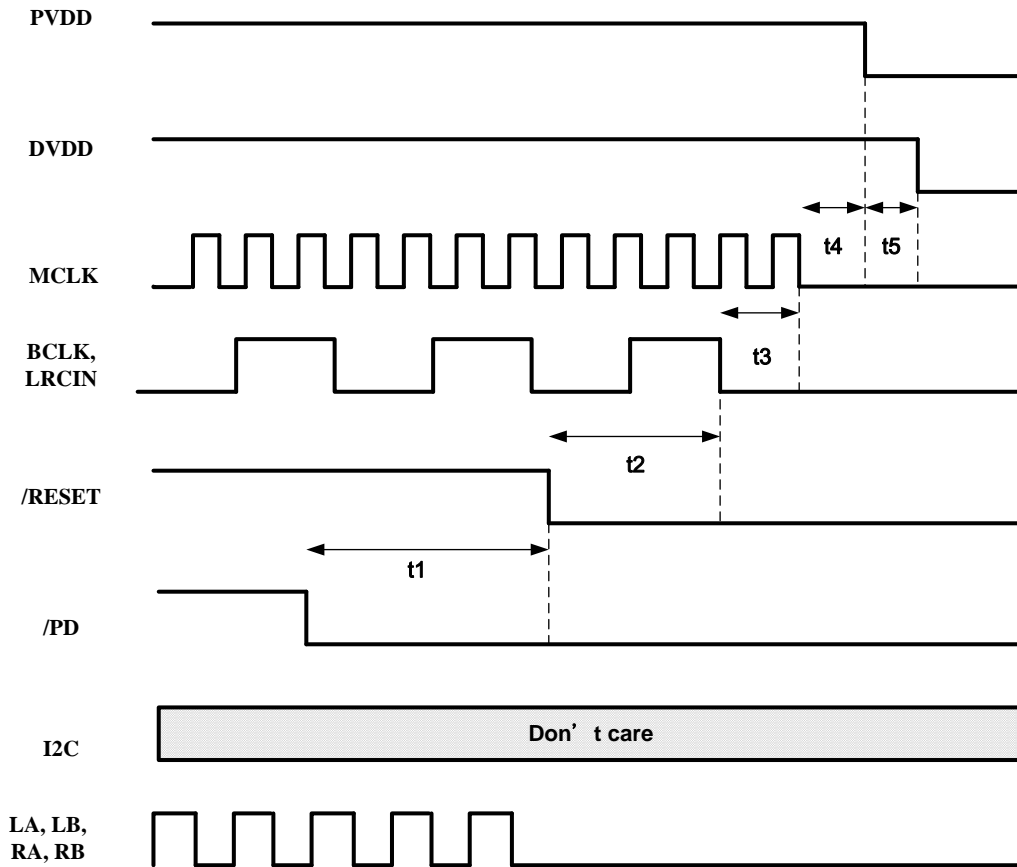 PVDD
DVDD
t4
t5
MCLK
BCLK,
LRCIN
t3
t2
/RESET
t1
/PD
Don’t care
I2C
LA, LB,
RA, RB